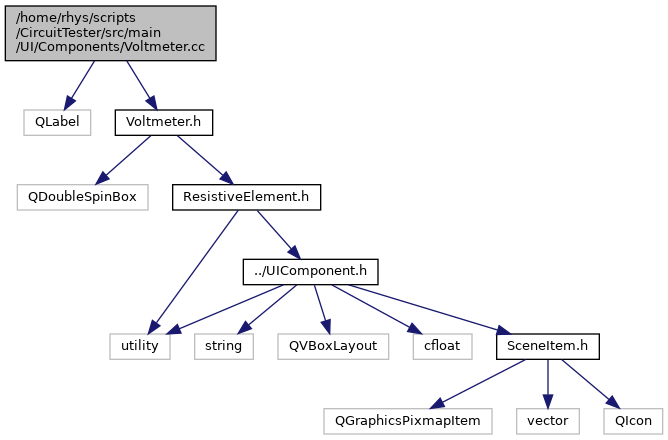 /home/rhys/scripts
/CircuitTester/src/main
/UI/Components/Voltmeter.cc
QLabel
Voltmeter.h
QDoubleSpinBox
ResistiveElement.h
../UIComponent.h
utility
string
QVBoxLayout
cfloat
SceneItem.h
QGraphicsPixmapItem
vector
QIcon